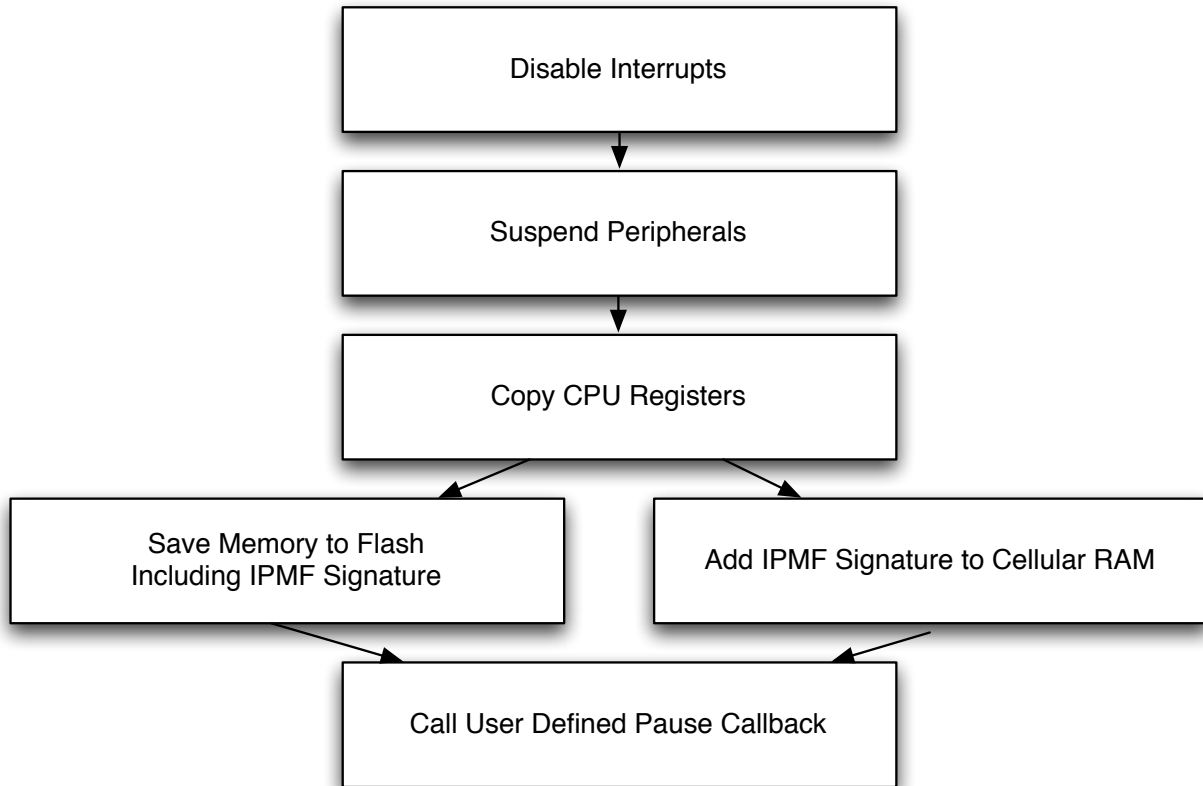 Disable Interrupts
Suspend Peripherals
Copy CPU Registers
Save Memory to Flash
Including IPMF Signature
Add IPMF Signature to Cellular RAM
Call User Defined Pause Callback